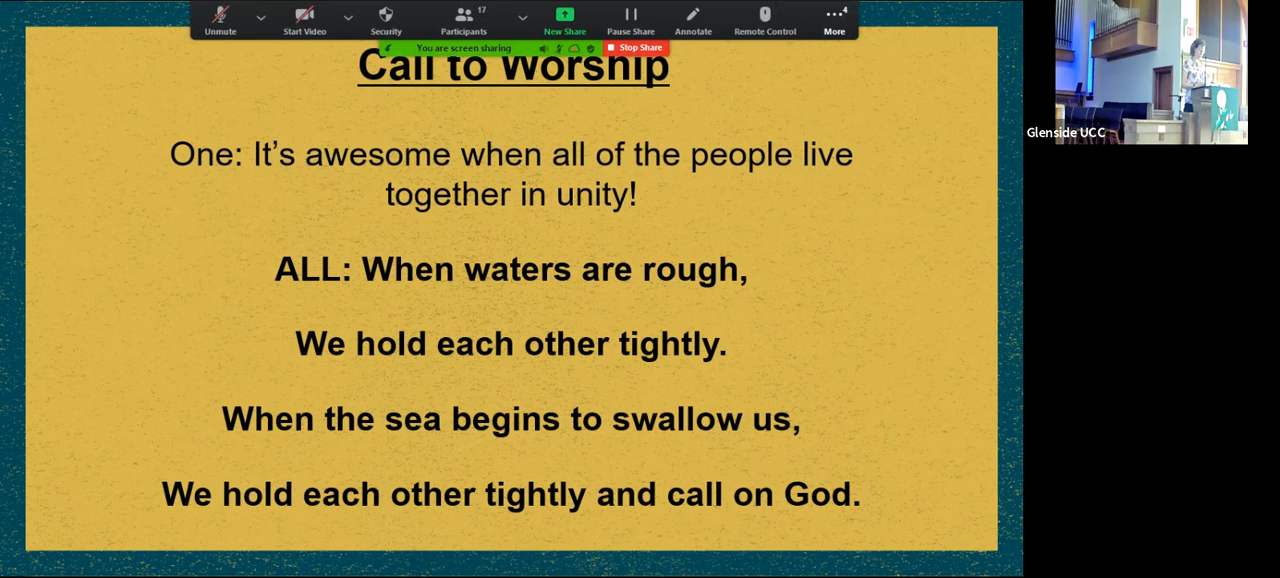 17
4
Unmute
Start Video
Security
Participants
New Share
Pause Share
Annotate
Remote Control
More
You are screen sharing
Stop Share
Call to Worship
One: It’s awesome when all of the people live
together in unity!
ALL: When waters are rough,
We hold each other tightly.
When the sea begins to swallow us,
We hold each other tightly and call on God.
Glenside UCC